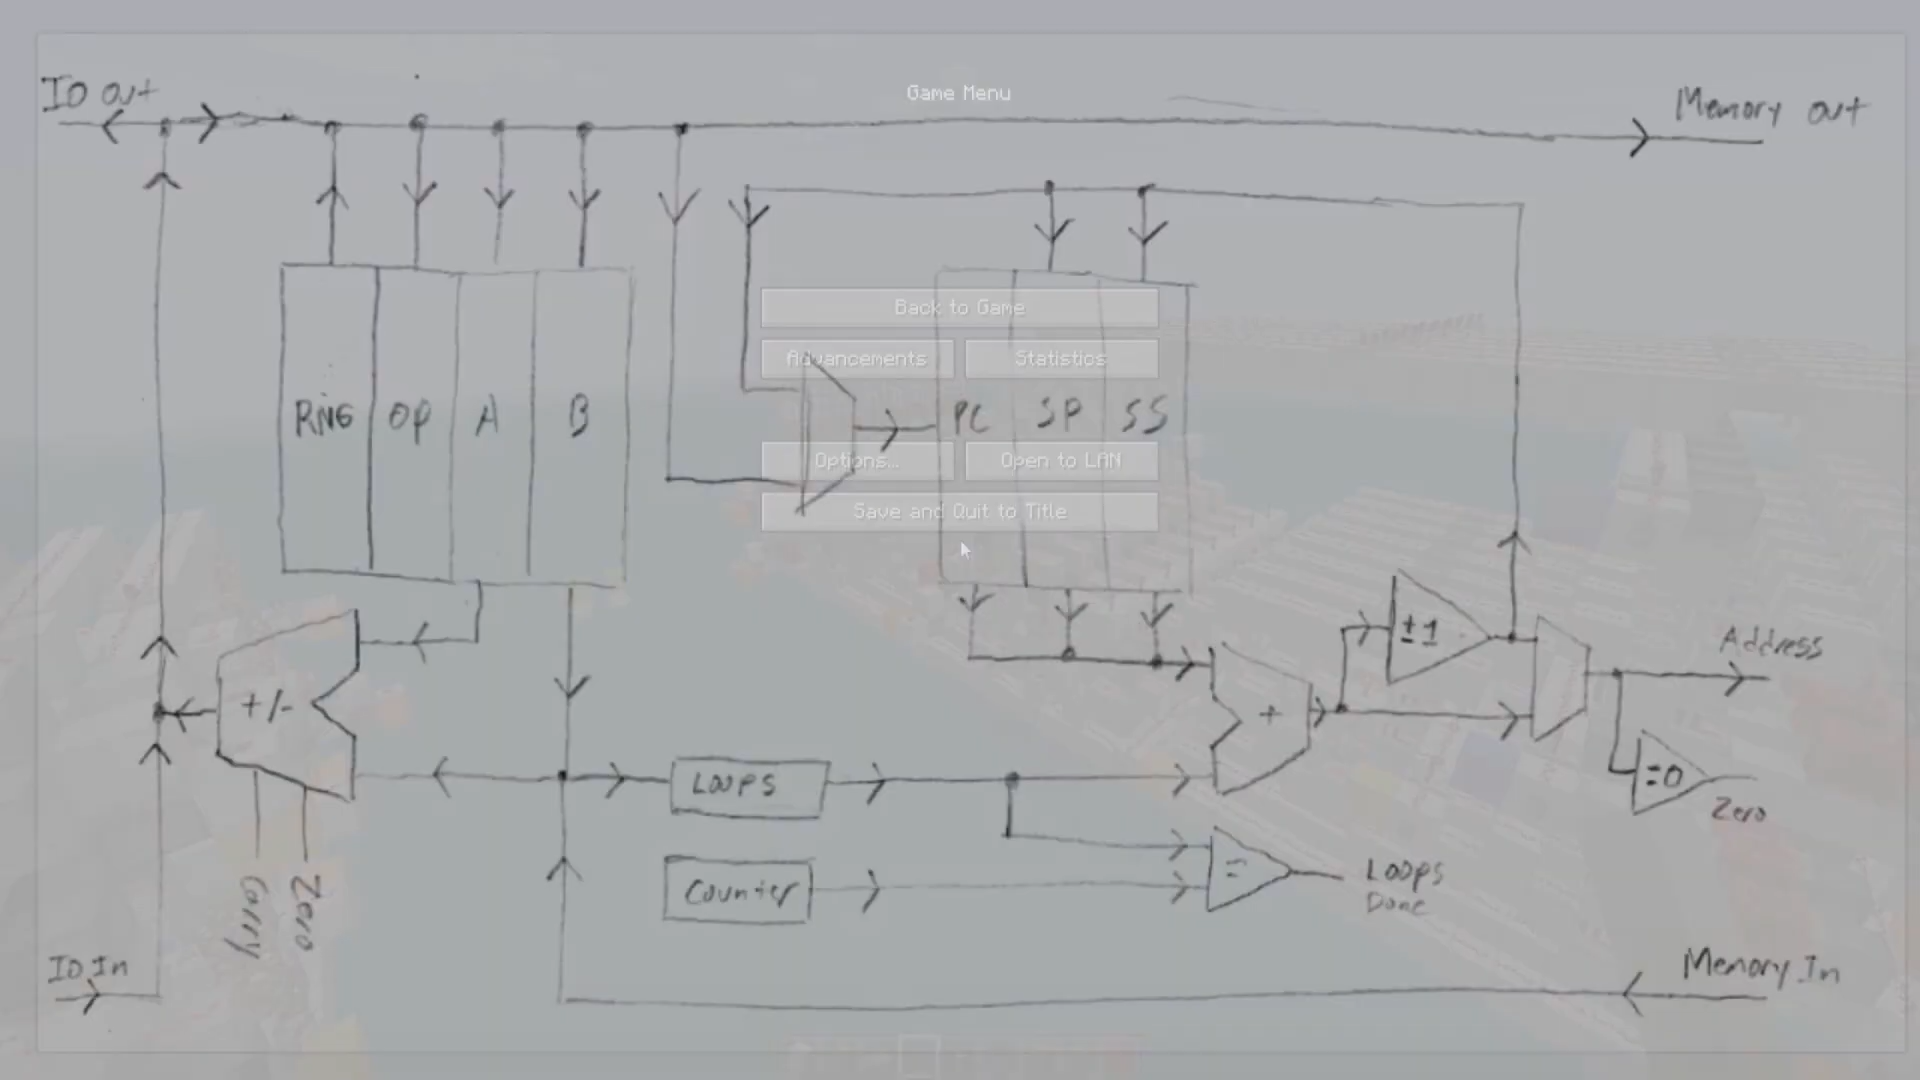 IO Out
Game Menu
Memory Out
Back to Game
Advancements
Statistics
RNG
OP
A
B
PC
SP
SS
Options...
Open to LAN
Save and Quit to Title
±1
Address
+/-
+
LOOPS
=0
Zero
Counter
=
Loops
Done
Carry
Zero
IO In
Memory In